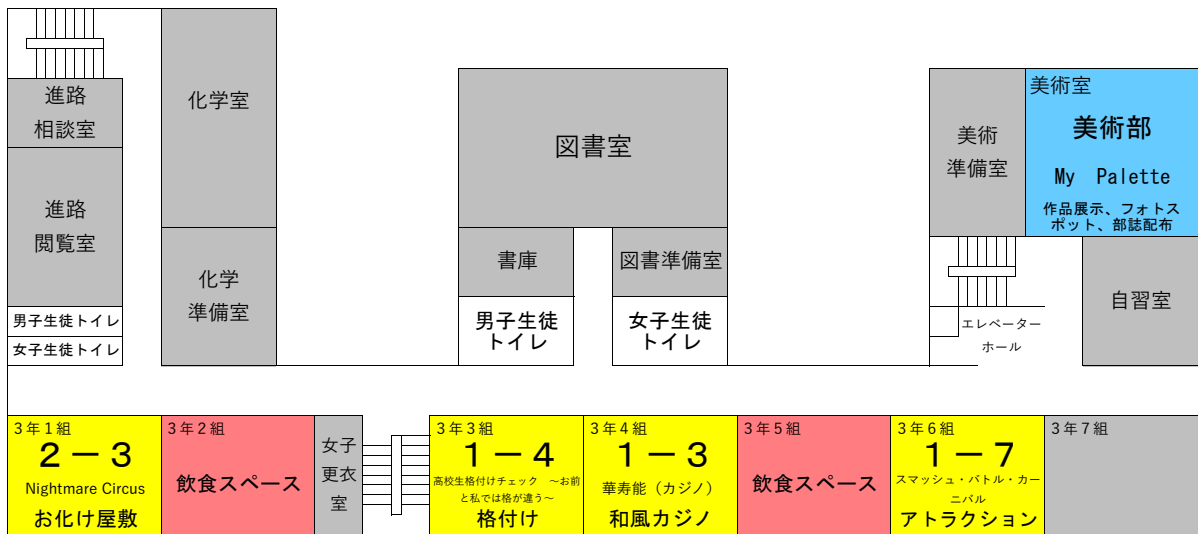 進路
相談室
化学室
進路
閲覧室
男子生徒トイレ
女子生徒トイレ
化学
準備室
図書室
書庫
図書準備室
男子生徒
トイレ
女子生徒
トイレ
美術
準備室
美術室
美術部
My Palette
作品展示、フォトス
ポット、部誌配布
エレベーター
ホール
自習室
3年1組
2－3
Nightmare Circus
お化け屋敷
3年2組
飲食スペース
女子
更衣
室
3年3組
1－4
高校生格付けチェック ～お前
と私では格が違う～
格付け
3年4組
1－3
華寿能（カジノ）
和風カジノ
3年5組
飲食スペース
3年6組
1－7
スマッシュ・バトル・カー
ニバル
アトラクション
3年7組